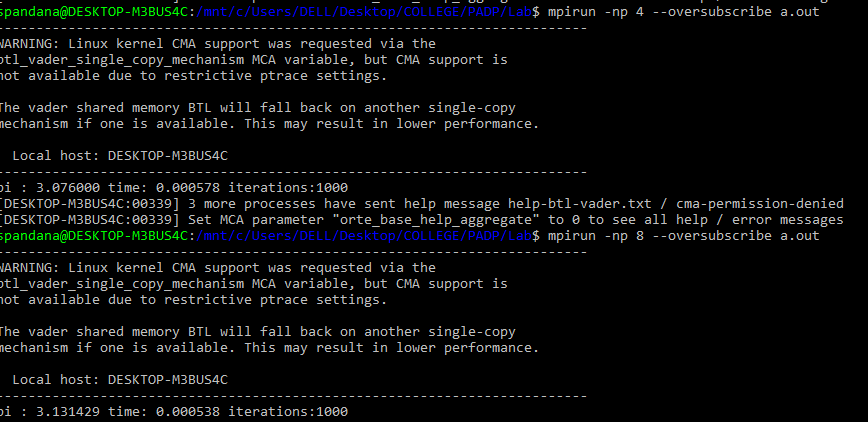 spandana@DESKTOP-M3BUS4C:/mnt/c/Users/DELL/Desktop/COLLEGE/PADP/Lab$ mpirun -np 4 --oversubscribe a.out
--------------------------------------------------------------------------
WARNING: Linux kernel CMA support was requested via the
btl_vader_single_copy_mechanism MCA variable, but CMA support is
not available due to restrictive ptrace settings.
The vader shared memory BTL will fall back on another single-copy
mechanism if one is available. This may result in lower performance.
Local host: DESKTOP-M3BUS4C
--------------------------------------------------------------------------
pi : 3.076000 time: 0.000578 iterations:1000
[DESKTOP-M3BUS4C:00339] 3 more processes have sent help message help-btl-vader.txt / cma-permission-denied
[DESKTOP-M3BUS4C:00339] Set MCA parameter "orte_base_help_aggregate" to 0 to see all help / error messages
spandana@DESKTOP-M3BUS4C:/mnt/c/Users/DELL/Desktop/COLLEGE/PADP/Lab$ mpirun -np 8 --oversubscribe a.out
--------------------------------------------------------------------------
WARNING: Linux kernel CMA support was requested via the
btl_vader_single_copy_mechanism MCA variable, but CMA support is
not available due to restrictive ptrace settings.
The vader shared memory BTL will fall back on another single-copy
mechanism if one is available. This may result in lower performance.
Local host: DESKTOP-M3BUS4C
--------------------------------------------------------------------------
pi : 3.131429 time: 0.000538 iterations:1000